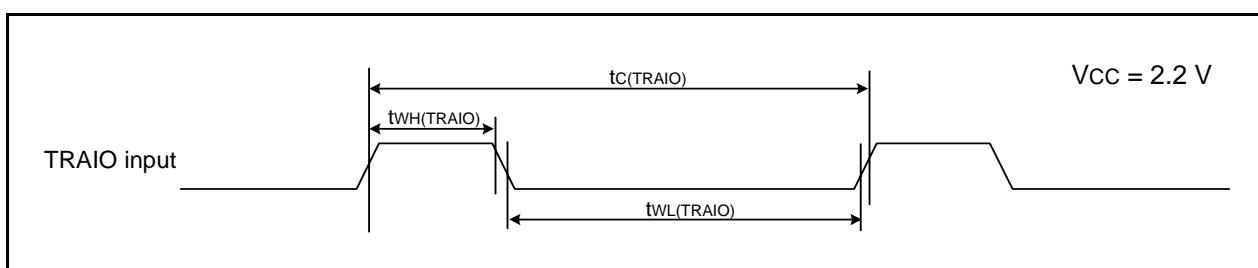 tC(TRAIO)
VCC = 2.2 V
tWH(TRAIO)
TRAIO input
tWL(TRAIO)